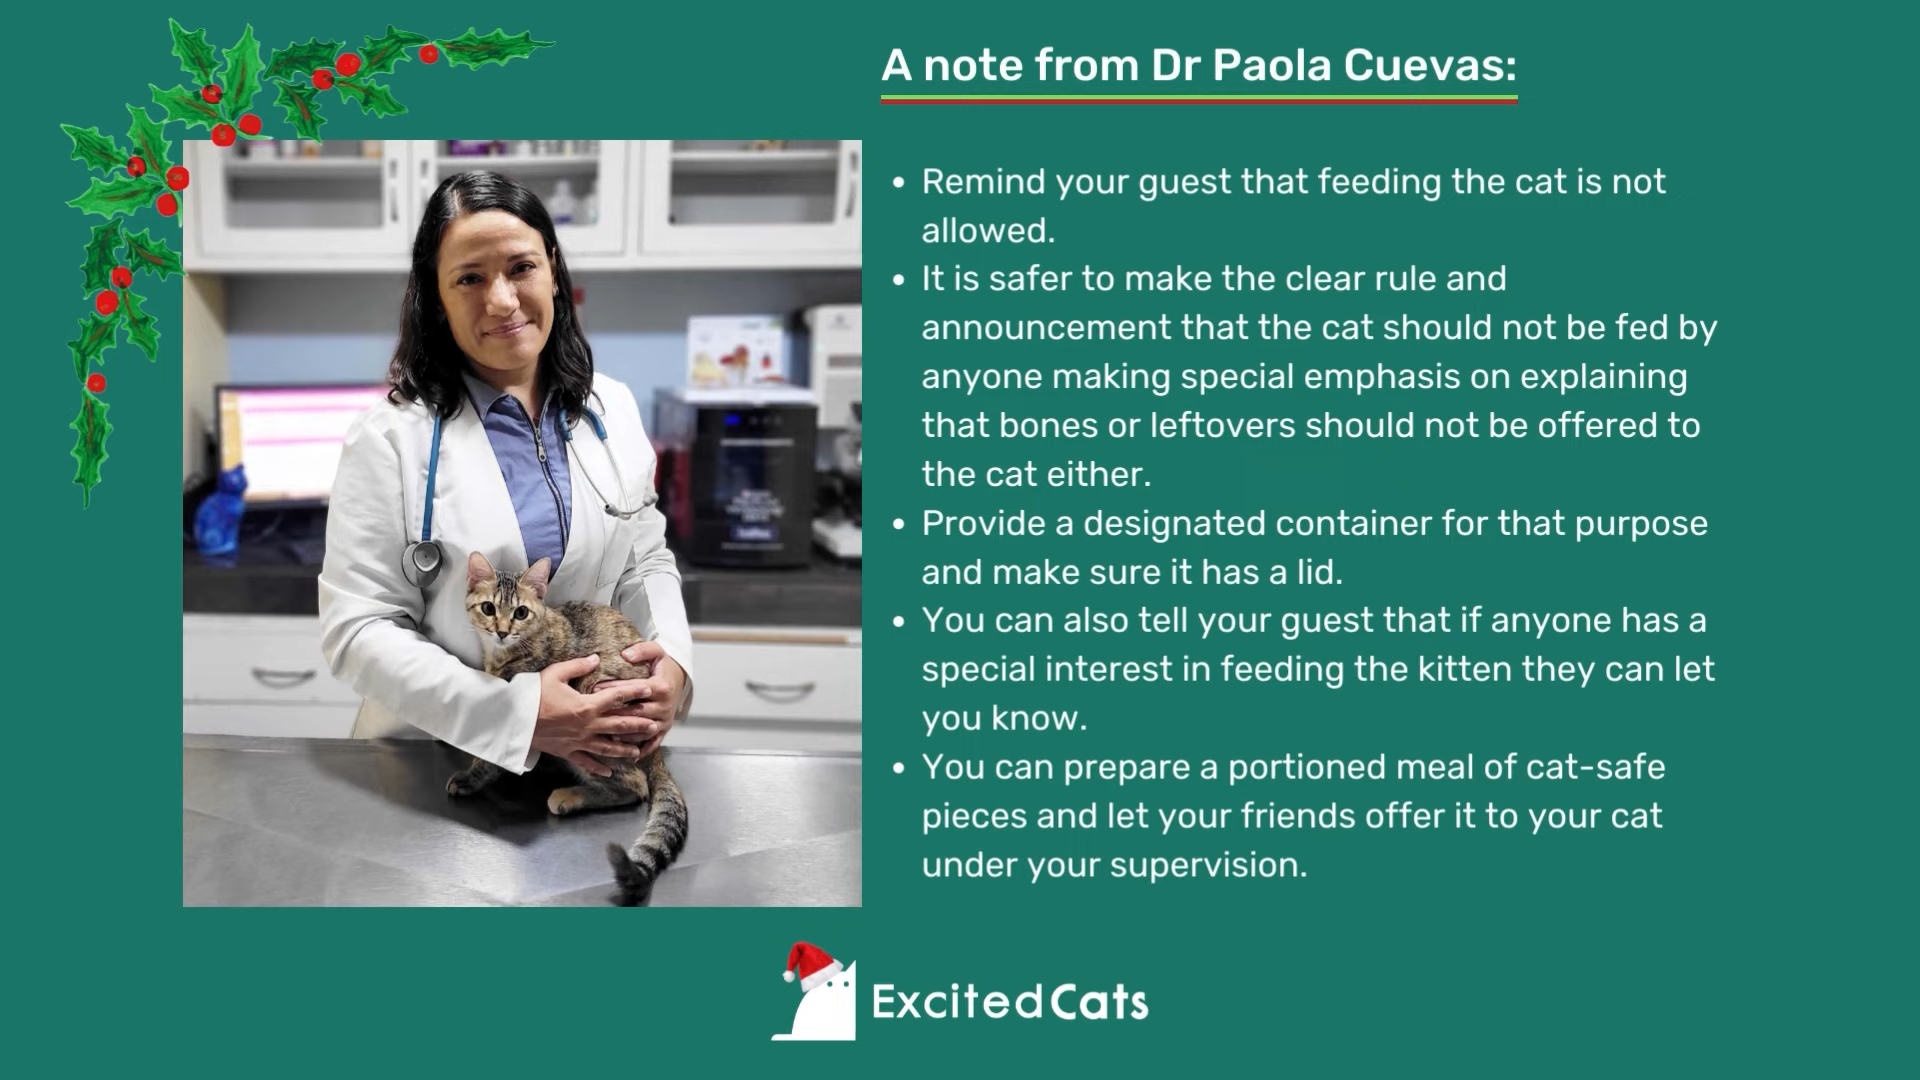 A note from Dr Paola Cuevas:
• Remind your guest that feeding the cat is not
allowed.
• It is safer to make the clear rule and
announcement that the cat should not be fed by
anyone making special emphasis on explaining
that bones or leftovers should not be offered to
the cat either.
• Provide a designated container for that purpose
and make sure it has a lid.
• You can also tell your guest that if anyone has a
special interest in feeding the kitten they can let
you know.
• You can prepare a portioned meal of cat-safe
pieces and let your friends offer it to your cat
under your supervision.
ExcitedCats